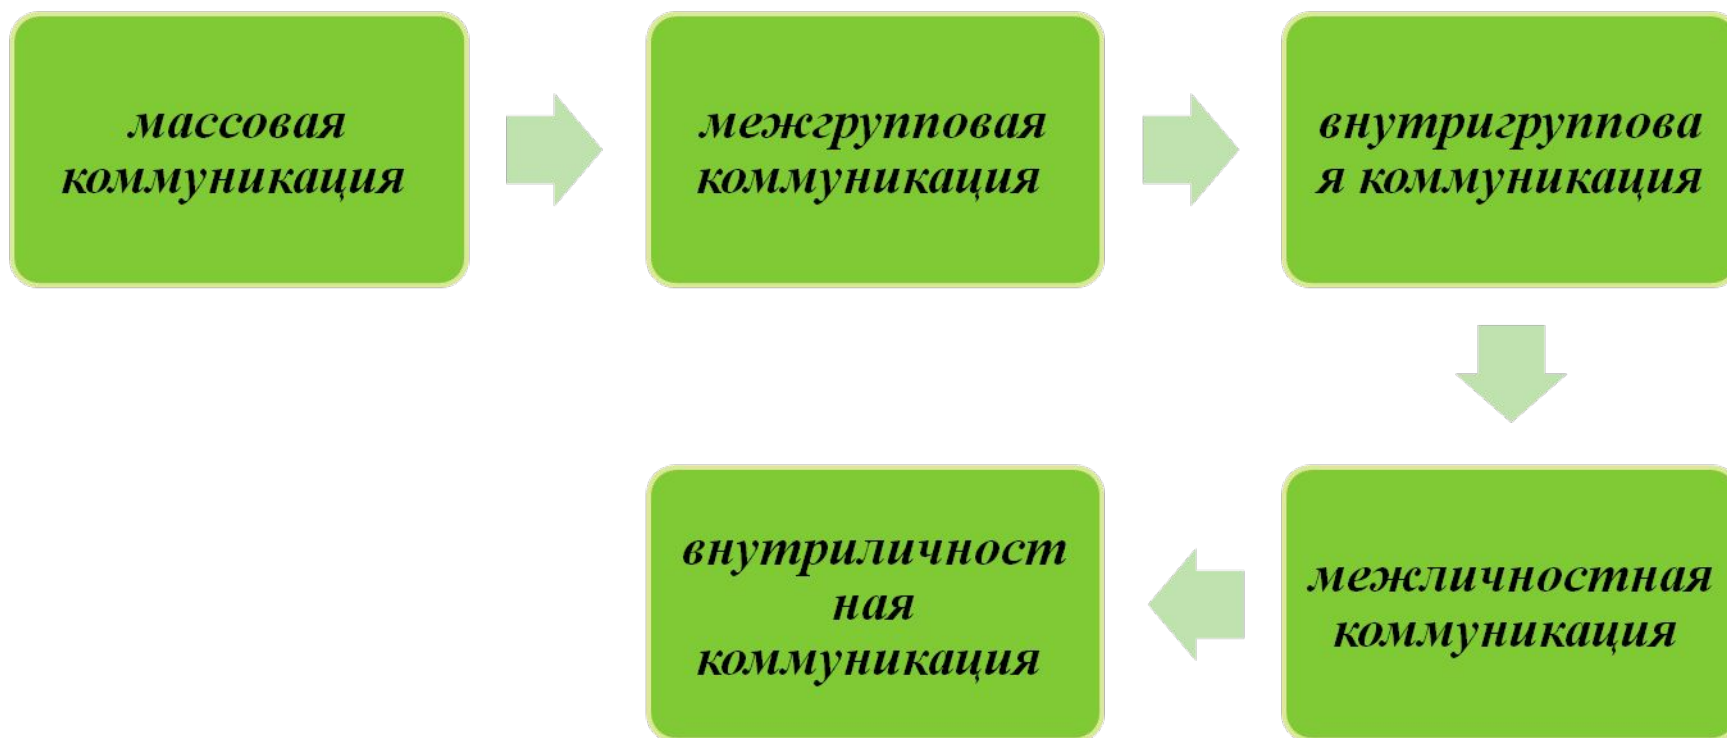 массовая
коммуникация
межгрупповая
коммуникация
внутригруппова
я коммуникация
внутриличност
ная
коммуникация
межличностная
коммуникация